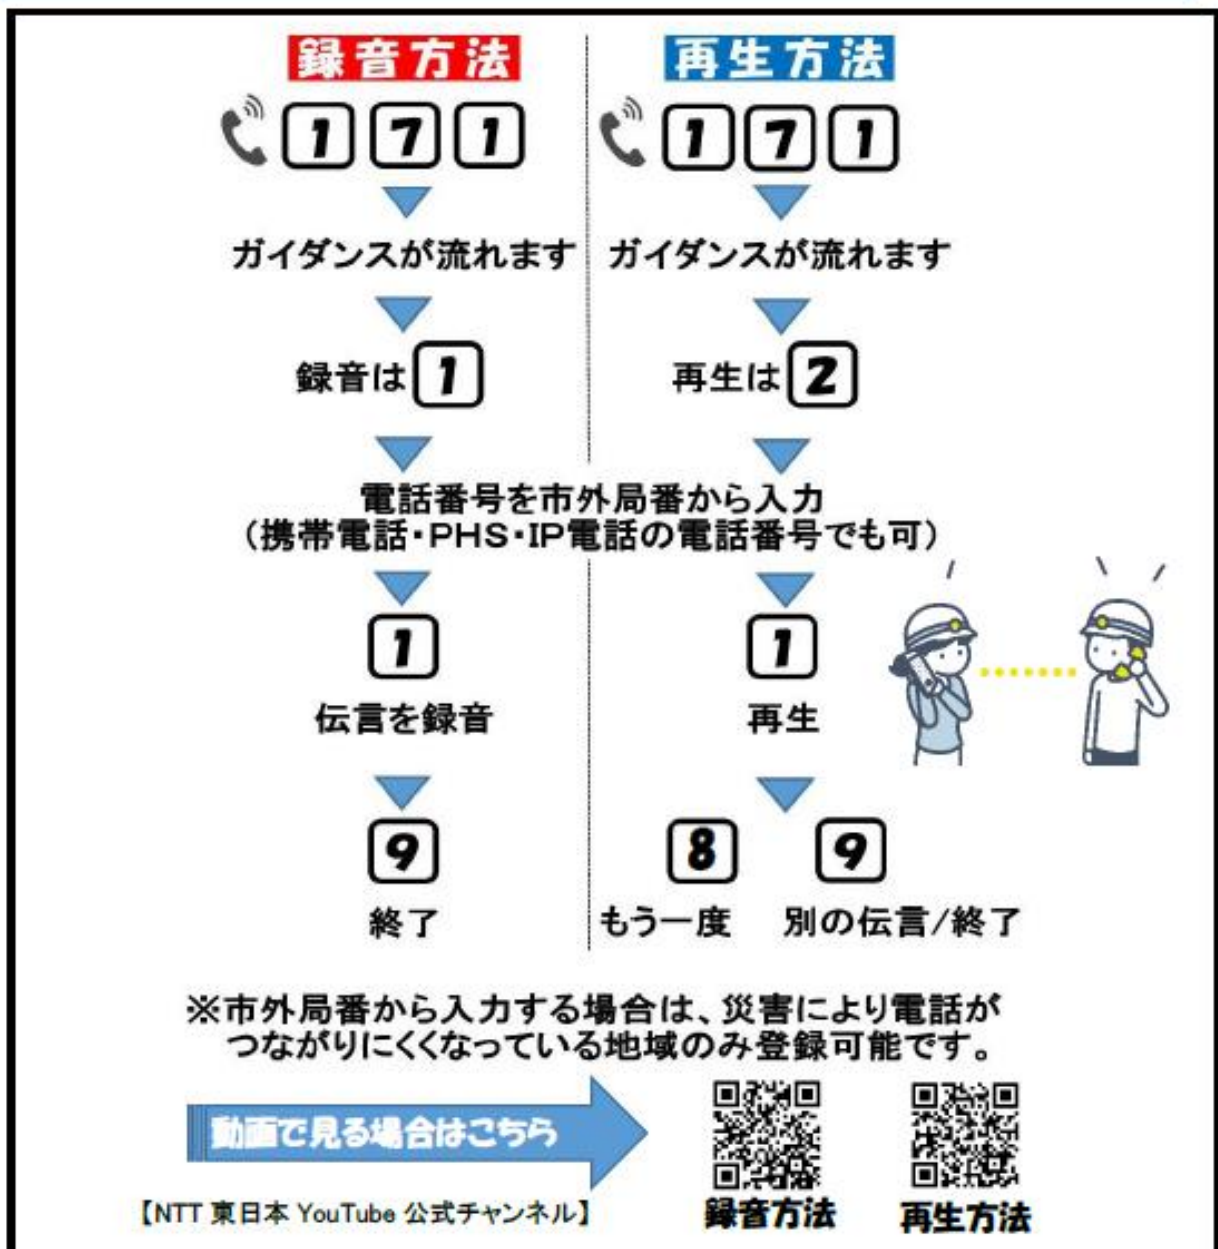 録音方法
171
ガイダンスが流れます
録音は1
再生方法
171
ガイダンスが流れます
再生は2
電話番号を市外局番から入力
（携帯電話・PHS・IP電話の電話番号でも可）
1
伝言を録音
9
終了
1
再生
8 9
もう一度 別の伝言/終了
※市外局番から入力する場合は、災害により電話が
つながりにくくなっている地域のみ登録可能です。
動画で見る場合はこちら
【NTT 東日本 YouTube 公式チャンネル】
録音方法
再生方法